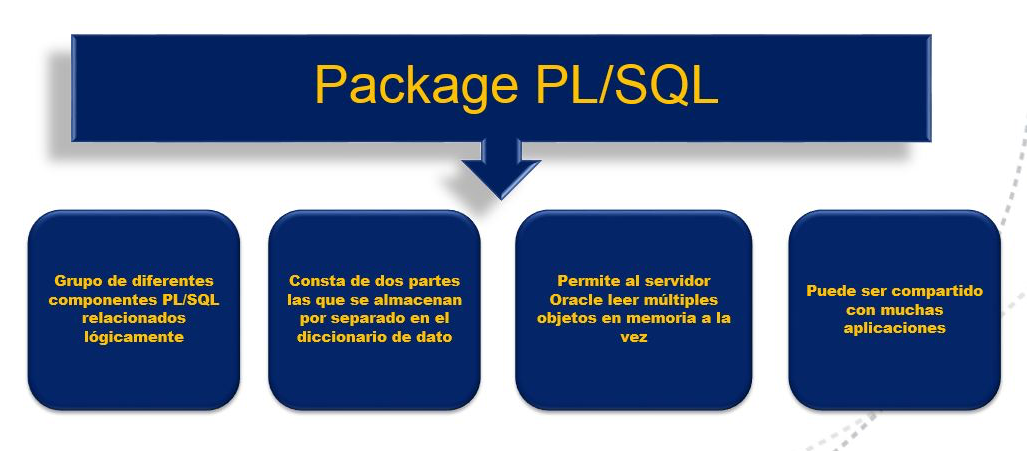 Package PL/SQL
Grupo de diferentes
componentes PL/SQL
relacionados
lógicamente
Consta de dos partes
las que se almacenan
por separado en el
diccionario de dato
Permite al servidor
Oracle leer múltiples
objetos en memoria a la
vez
Puede ser compartido
con muchas
aplicaciones